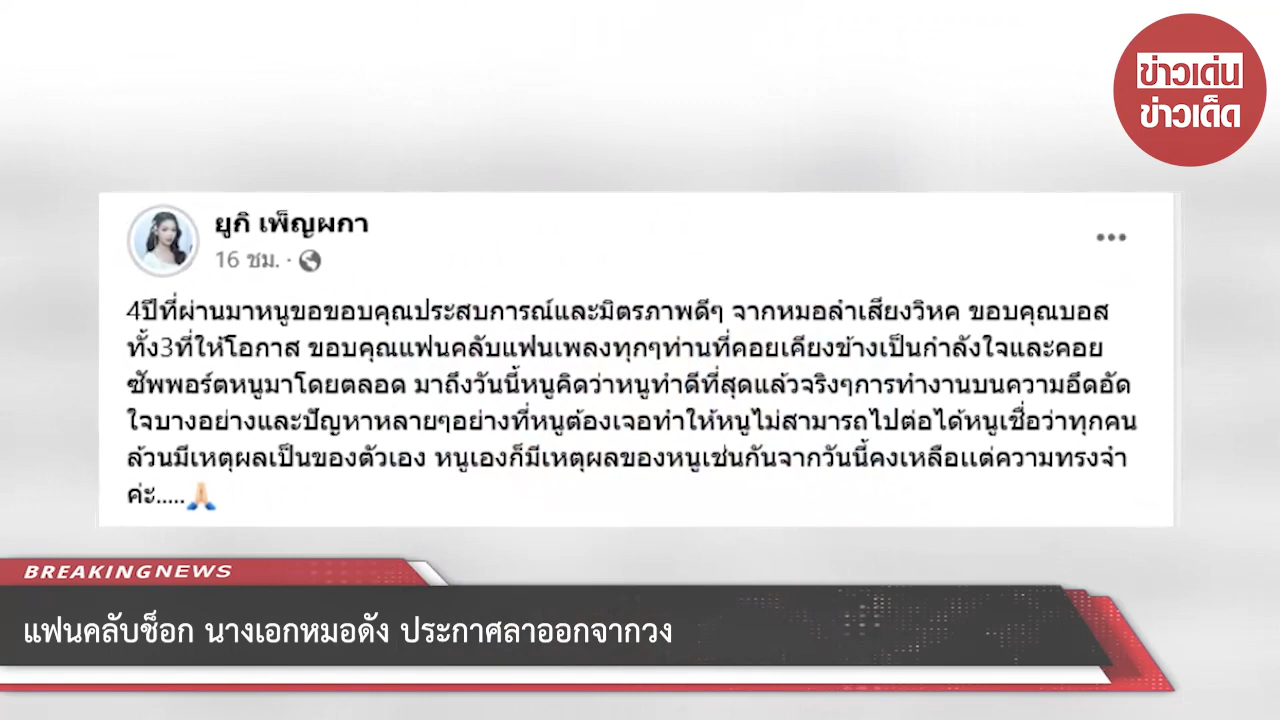 ข่าวเด่น
ข่าวเด็ด
ยูกิ เพ็ญผกา
16 ชม. ·
4ปีที่ผ่านมาหนูขอขอบคุณประสบการณ์และมิตรภาพดีๆ จากหมอลำเสียงวิหค ขอบคุณบอส
ทั้ง3ที่ให้โอกาส ขอบคุณแฟนคลับแฟนเพลงทุกๆท่านที่คอยเคียงข้างเป็นกำลังใจและคอย
ซัพพอร์ตหนูมาโดยตลอด มาถึงวันนี้หนูคิดว่าหนูทำดีที่สุดแล้วจริงๆการทำงานบนความอึดอัด
ใจบางอย่างและปัญหาหลายๆอย่างที่หนูต้องเจอทำให้หนูไม่สามารถไปต่อได้หนูเชื่อว่าทุกคน
ล้วนมีเหตุผลเป็นของตัวเอง หนูเองก็มีเหตุผลของหนูเช่นกันจากวันนี้คงเหลือแต่ความทรงจำ
ค่ะ.....🙏🏻
BREAKINGNEWS
แฟนคลับช็อก นางเอกหมอดัง ประกาศลาออกจากวง